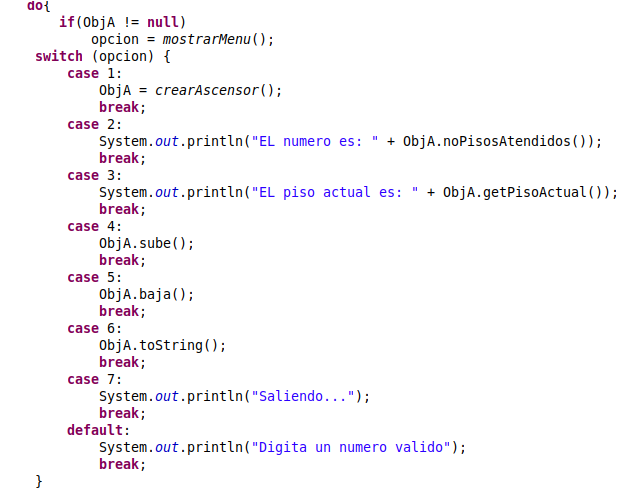 do{
if(ObjA != null)
opcion = mostrarMenu();
switch (opcion) {
case 1:
ObjA = crearAscensor();
break;
case 2:
System.out.println("EL numero es: " + ObjA.noPisosAtendidos());
break;
case 3:
System.out.println("EL piso actual es: " + ObjA.getPisoActual());
break;
case 4:
ObjA.sube();
break;
case 5:
ObjA.baja();
break;
case 6:
ObjA.toString();
break;
case 7:
System.out.println("Saliendo...");
break;
default:
System.out.println("Digita un numero valido");
break;
}